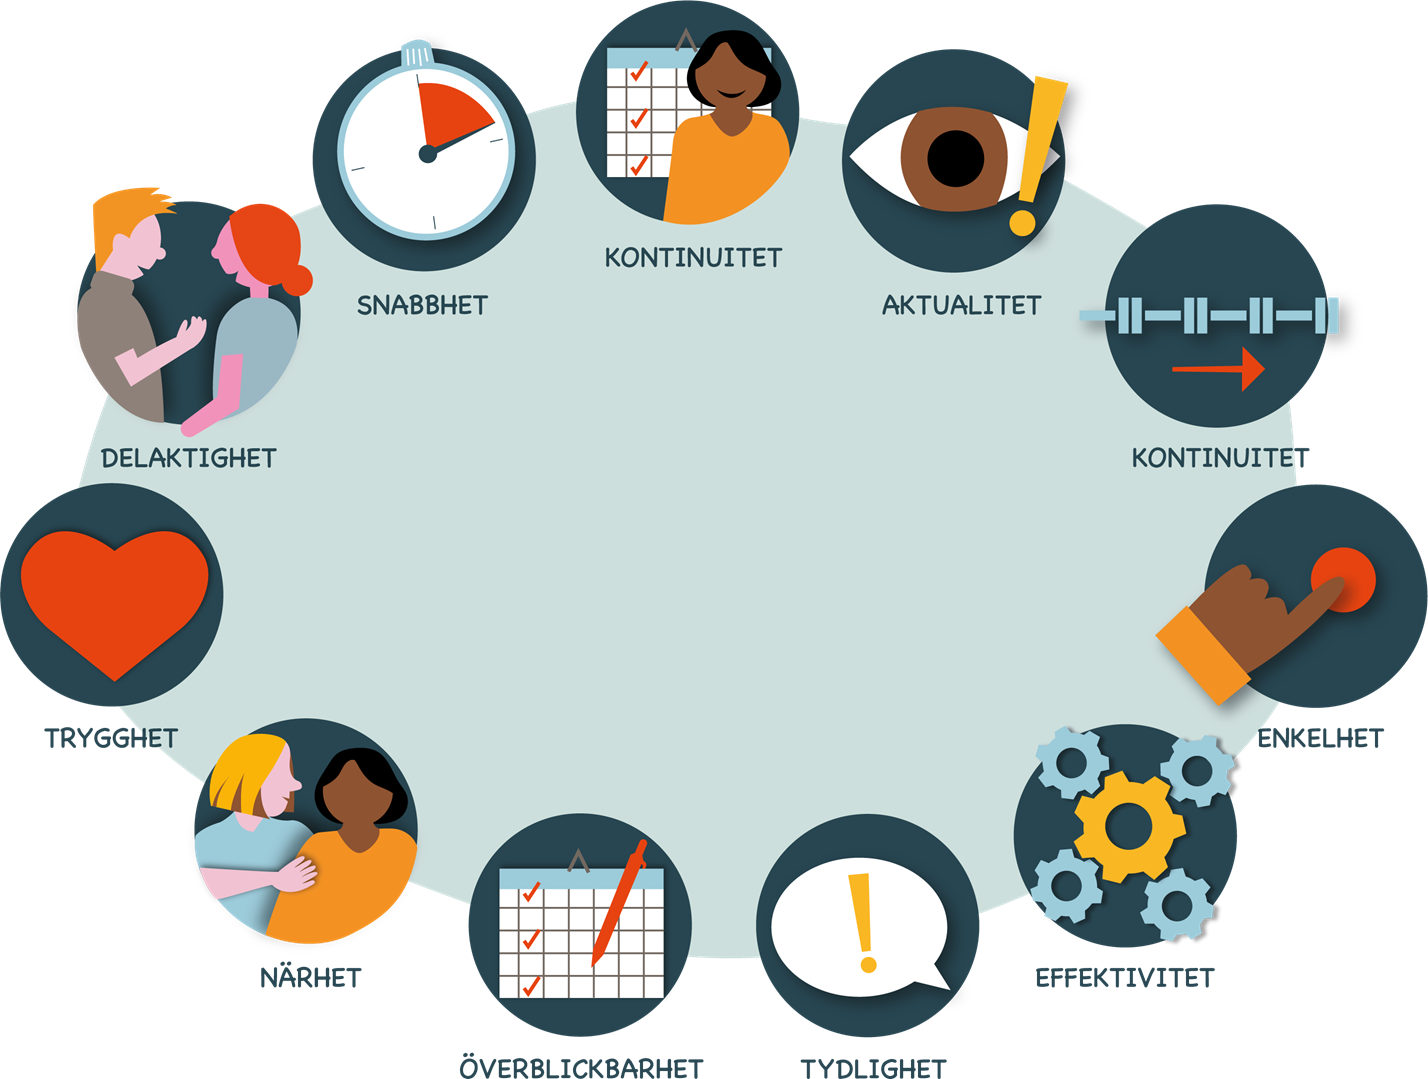 KONTINUITET
SNABBHET
AKTUALITET
DELAKTIGHET
KONTINUITET
TRYGGHET
ENKELHET
NÄRHET
EFFEKTIVITET
ÖVERBLICKBARHET
TYDLIGHET